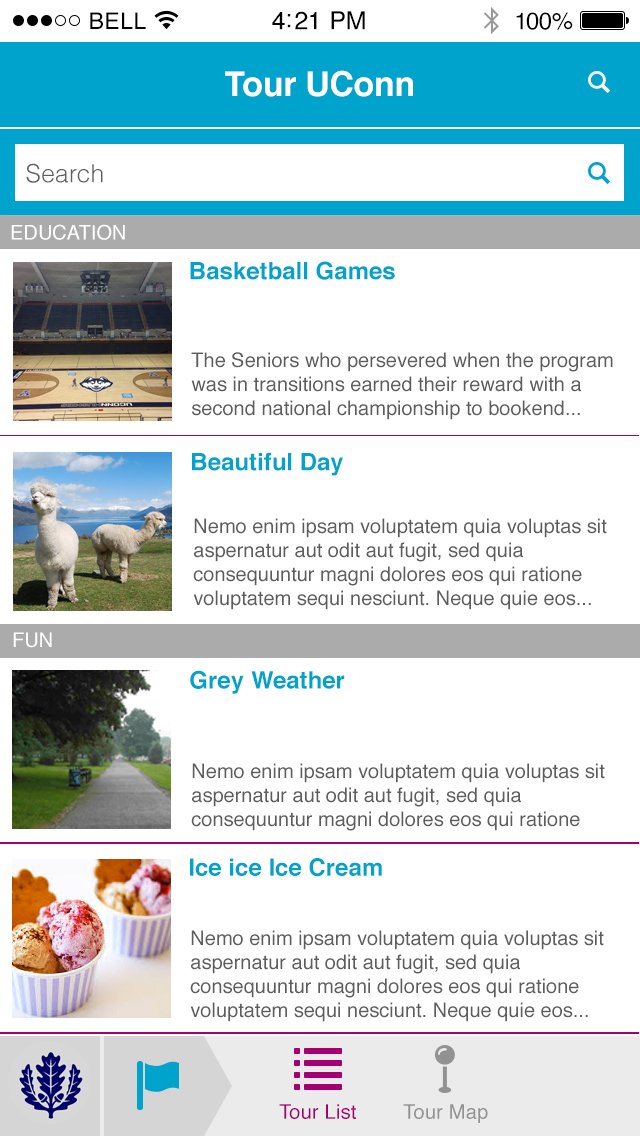 BELL 4:21 PM 100%
Tour UConn
Search
EDUCATION
Basketball Games
The Seniors who persevered when the program
was in transitions earned their reward with a
second national championship to bookend...
Beautiful Day
Nemo enim ipsam voluptatem quia voluptas sit
aspernatur aut odit aut fugit, sed quia
consequuntur magni dolores eos qui ratione
voluptatem sequi nesciunt. Neque quie eos...
FUN
Grey Weather
Nemo enim ipsam voluptatem quia voluptas sit
aspernatur aut odit aut fugit, sed quia
consequuntur magni dolores eos qui ratione
Ice ice Ice Cream
Nemo enim ipsam voluptatem quia voluptas sit
aspernatur aut odit aut fugit, sed quia
consequuntur magni dolores eos qui ratione
voluptatem sequi nesciunt. Neque quie eos...
Tour List Tour Map